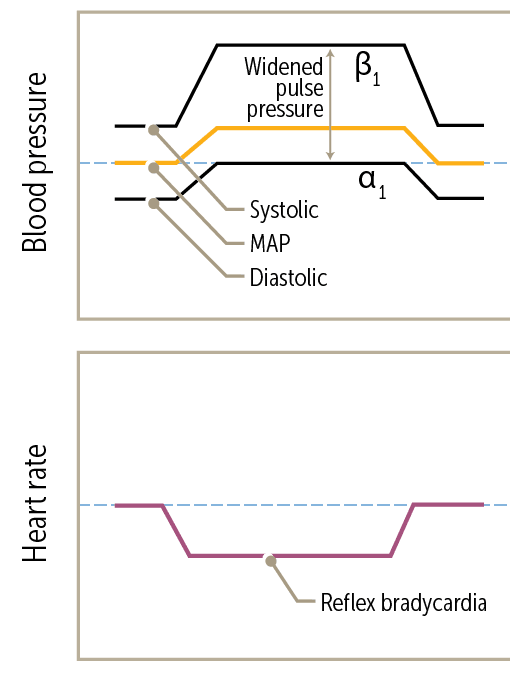 Blood pressure
Widened
pulse
pressure
β1
α1
Systolic
MAP
Diastolic
Heart rate
Reflex bradycardia